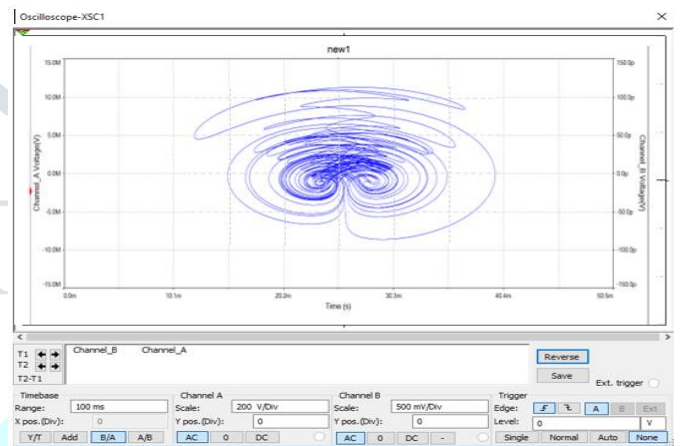 Oscilloscope-XSC1
new1
15.0M 150.0p
10.0M 100.0p
5.0M 50.0p
0.0M 0.0p
-5.0M -50.0p
-10.0M -100.0p
-15.0M -150.0p
Channel_A Voltage(V)
Channel_B Voltage(V)
0.0m 10.1m 20.2m 30.3m 40.4m 50.5m
Time (s)
T1 Channel_B Channel_A
T2
T2-T1
Reverse
Save
Ext. trigger
Timebase Channel A Channel B Trigger
Range: 100 ms Scale: 200 V/Div Scale: 500 mV/Div Edge: A B Ext
X pos.(Div): 0 Y pos.(Div): 0 Y pos.(Div): 0 Level: 0 V
Y/T Add B/A A/B AC 0 DC AC 0 DC - Single Normal Auto None